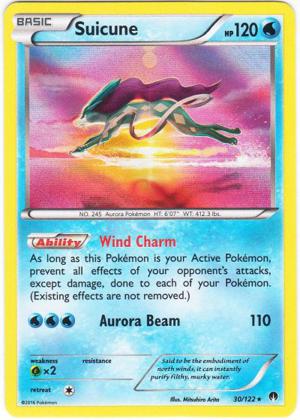 BASIC
Suicune
HP 120
NO. 245 Aurora Pokémon HT: 6'07" WT: 412.3 lbs.
Ability Wind Charm
As long as this Pokémon is your Active Pokémon,
prevent all effects of your opponent's attacks,
except damage, done to each of your Pokémon.
(Existing effects are not removed.)
Aurora Beam 110
weakness resistance
×2
retreat
Said to be the embodiment of
north winds, it can instantly
purify filthy, murky water.
Illus. Mitsuhiro Arita
©2016 Pokémon
30/122 ★